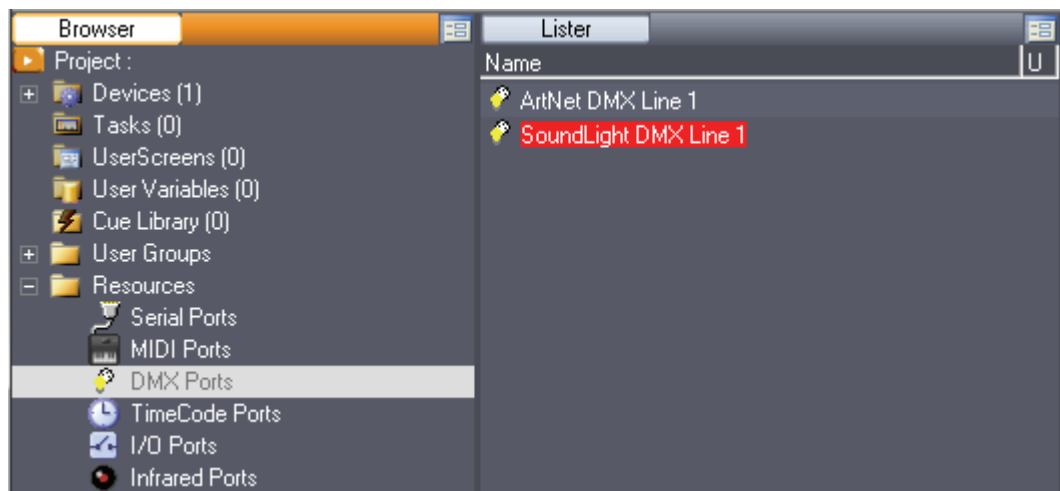 Browser
Project :
Devices (1)
Tasks (0)
UserScreens (0)
User Variables (0)
Cue Library (0)
User Groups
Resources
Serial Ports
MIDI Ports
DMX Ports
TimeCode Ports
I/O Ports
Infrared Ports
Lister
Name U
ArtNet DMX Line 1
SoundLight DMX Line 1